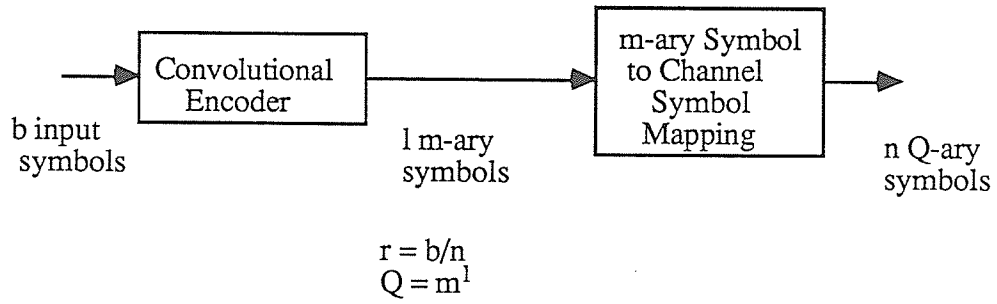 Convolutional
Encoder
m-ary Symbol
to Channel
Symbol
Mapping
b input
symbols
l m-ary
symbols
n Q-ary
symbols
r = b/n
Q = m^l